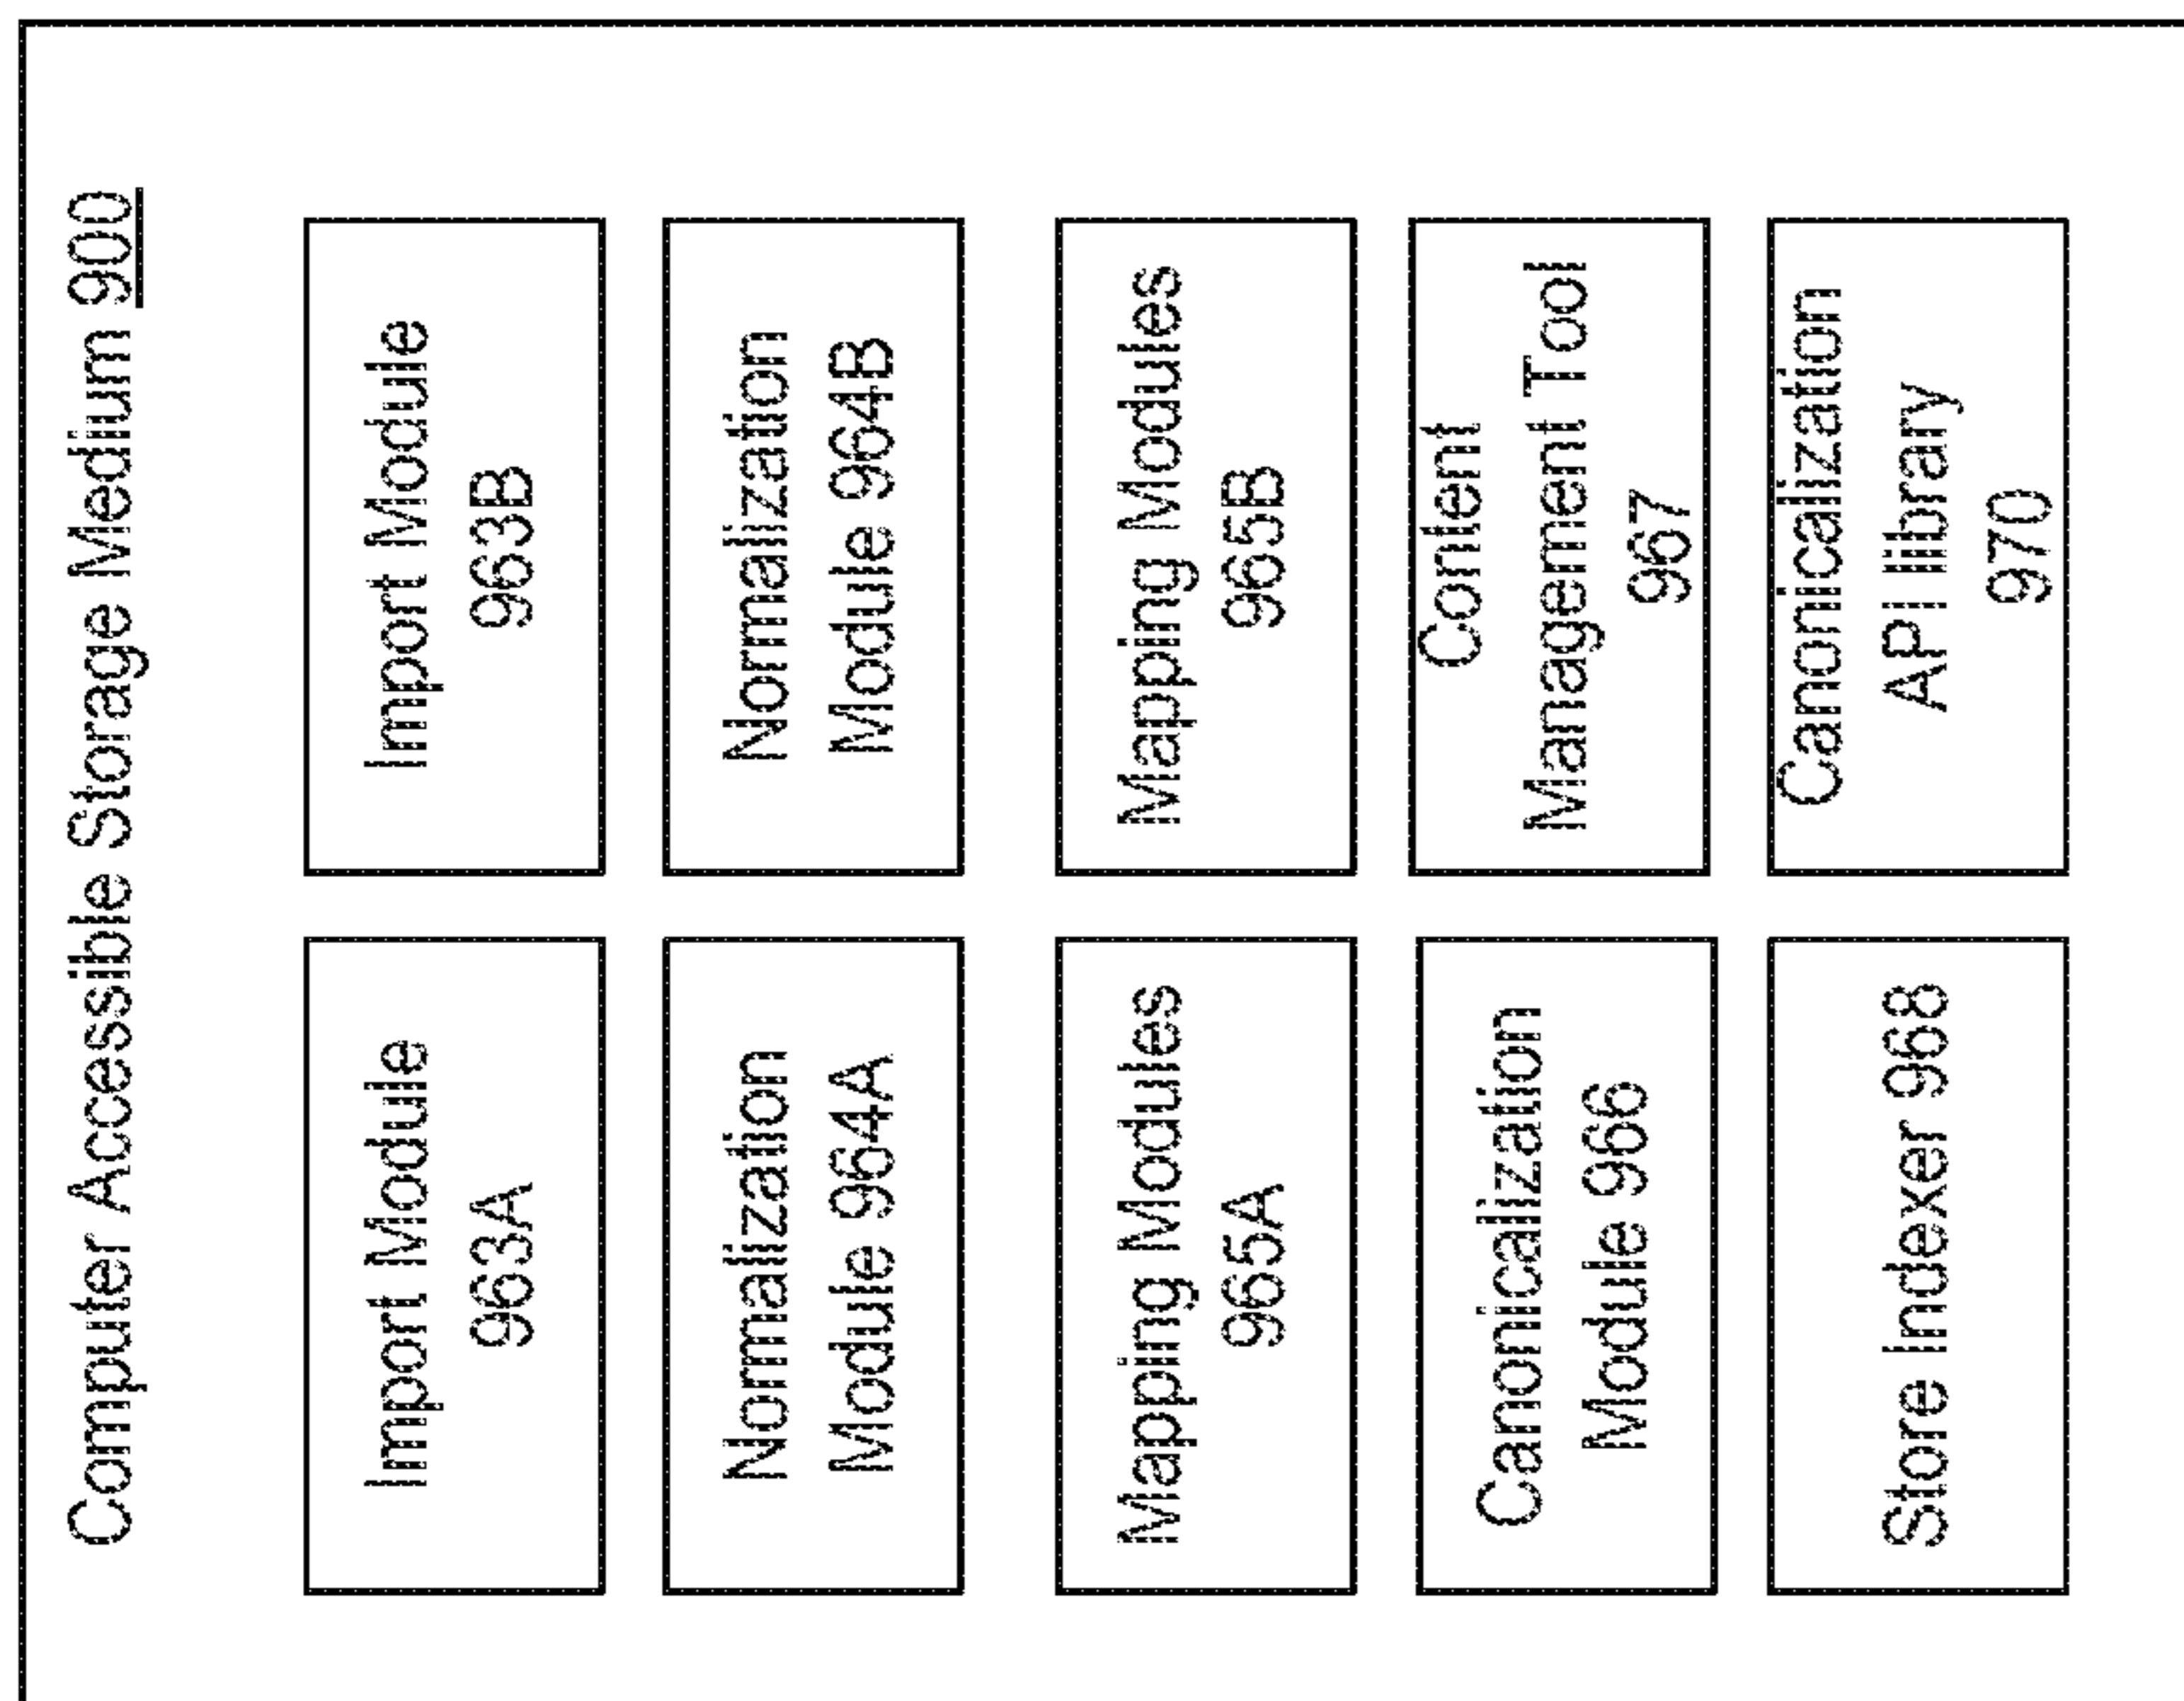 Computer Accessible Storage Medium 900
Import Module
963A
Import Module
963B
Normalization
Module 964A
Normalization
Module 964B
Mapping Modules
965A
Mapping Modules
965B
Canonicalization
Module 966
Content
Management Tool
967
Store Indexer 968
Canonicalization
API library
970